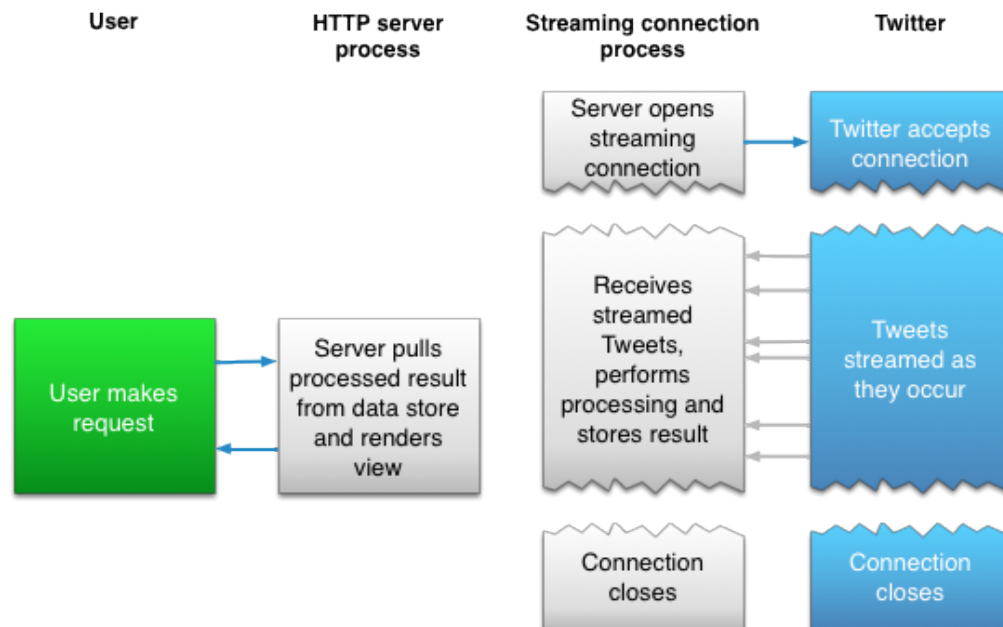 User
HTTP server
process
Streaming connection
process
Twitter
Server opens
streaming
connection
Twitter accepts
connection
User makes
request
Server pulls
processed result
from data store
and renders
view
Receives
streamed
Tweets,
performs
processing and
stores result
Tweets
streamed as
they occur
Connection
closes
Connection
closes